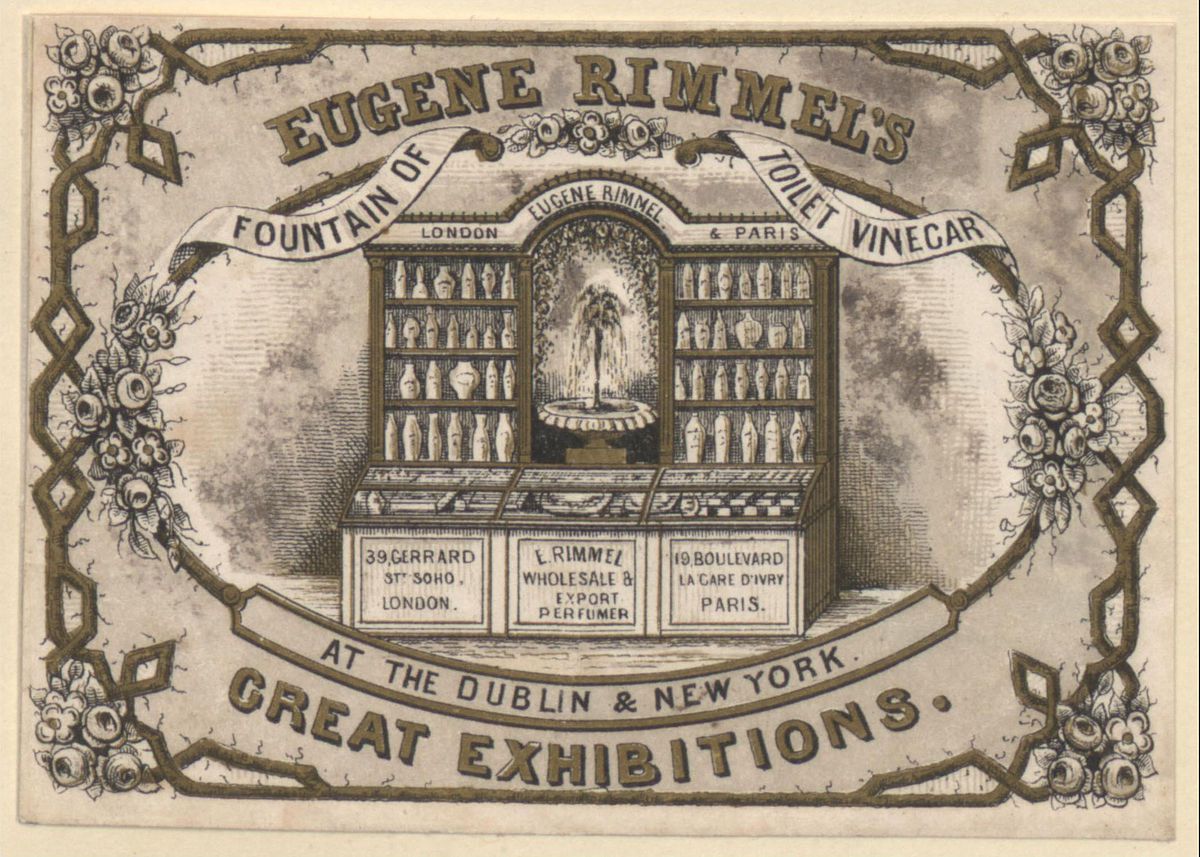 EUGENE RIMMEL'S
FOUNTAIN OF TOILET VINEGAR
EUGENE RIMMEL.
LONDON & PARIS
39, GERRARD
ST. SOHO.
LONDON.
E. RIMMEL
WHOLESALE &
EXPORT
PERFUMER
19, BOULEVARD
LA GARE D'IVRY
PARIS.
AT THE DUBLIN & NEW YORK.
GREAT EXHIBITIONS.